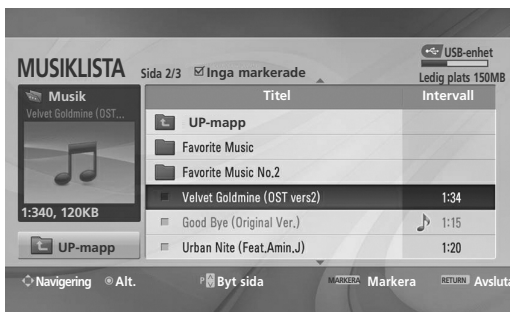 USB-enhet
MUSIKLISTA
Sida 2/3
Inga markerade
Ledig plats 150MB
Musik
Velvet Goldmine (OST...
1:340, 120KB
UP-mapp
Titel
Intervall
UP-mapp
Favorite Music
Favorite Music No.2
Velvet Goldmine (OST vers2) 1:34
Good Bye (Original Ver.) 1:15
Urban Nite (Feat.Amin.J) 1:20
Navigering
Alt.
P Byt sida
MARKERA Markera
RETURN Avsluta